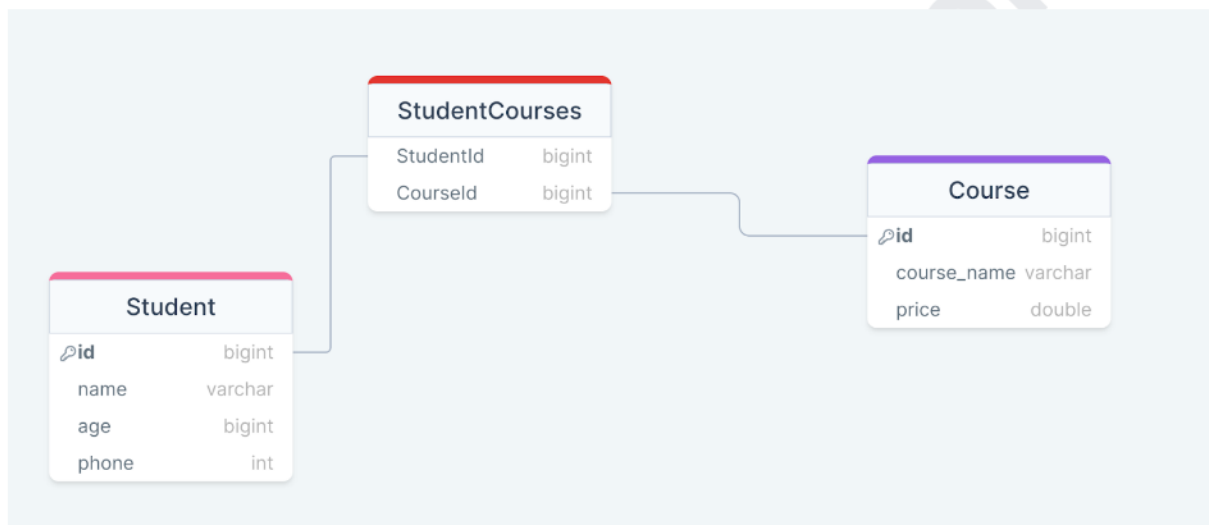 StudentCourses
StudentId bigint
CourseId bigint
Course
id bigint
course_name varchar
price double
Student
id bigint
name varchar
age bigint
phone int